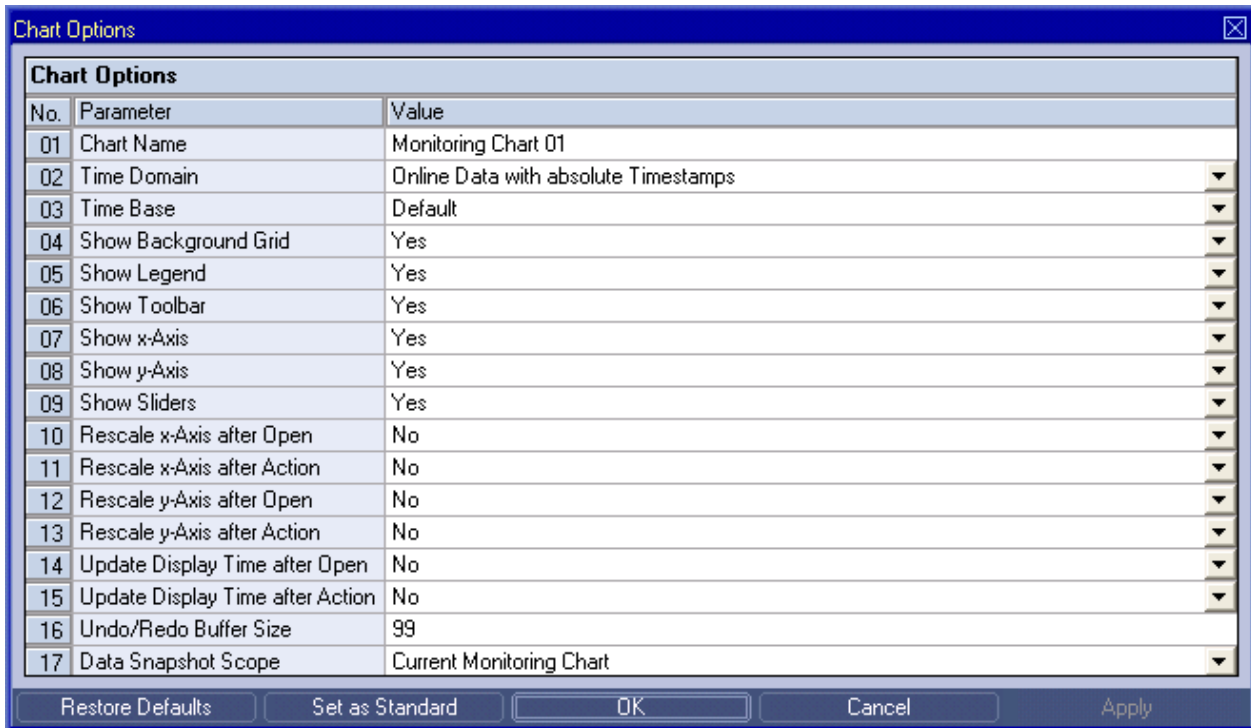 Chart Options
Chart Options
No. Parameter Value
01 Chart Name Monitoring Chart 01
02 Time Domain Online Data with absolute Timestamps
03 Time Base Default
04 Show Background Grid Yes
05 Show Legend Yes
06 Show Toolbar Yes
07 Show x-Axis Yes
08 Show y-Axis Yes
09 Show Sliders Yes
10 Rescale x-Axis after Open No
11 Rescale x-Axis after Action No
12 Rescale y-Axis after Open No
13 Rescale y-Axis after Action No
14 Update Display Time after Open No
15 Update Display Time after Action No
16 Undo/Redo Buffer Size 99
17 Data Snapshot Scope Current Monitoring Chart
Restore Defaults Set as Standard OK Cancel Apply